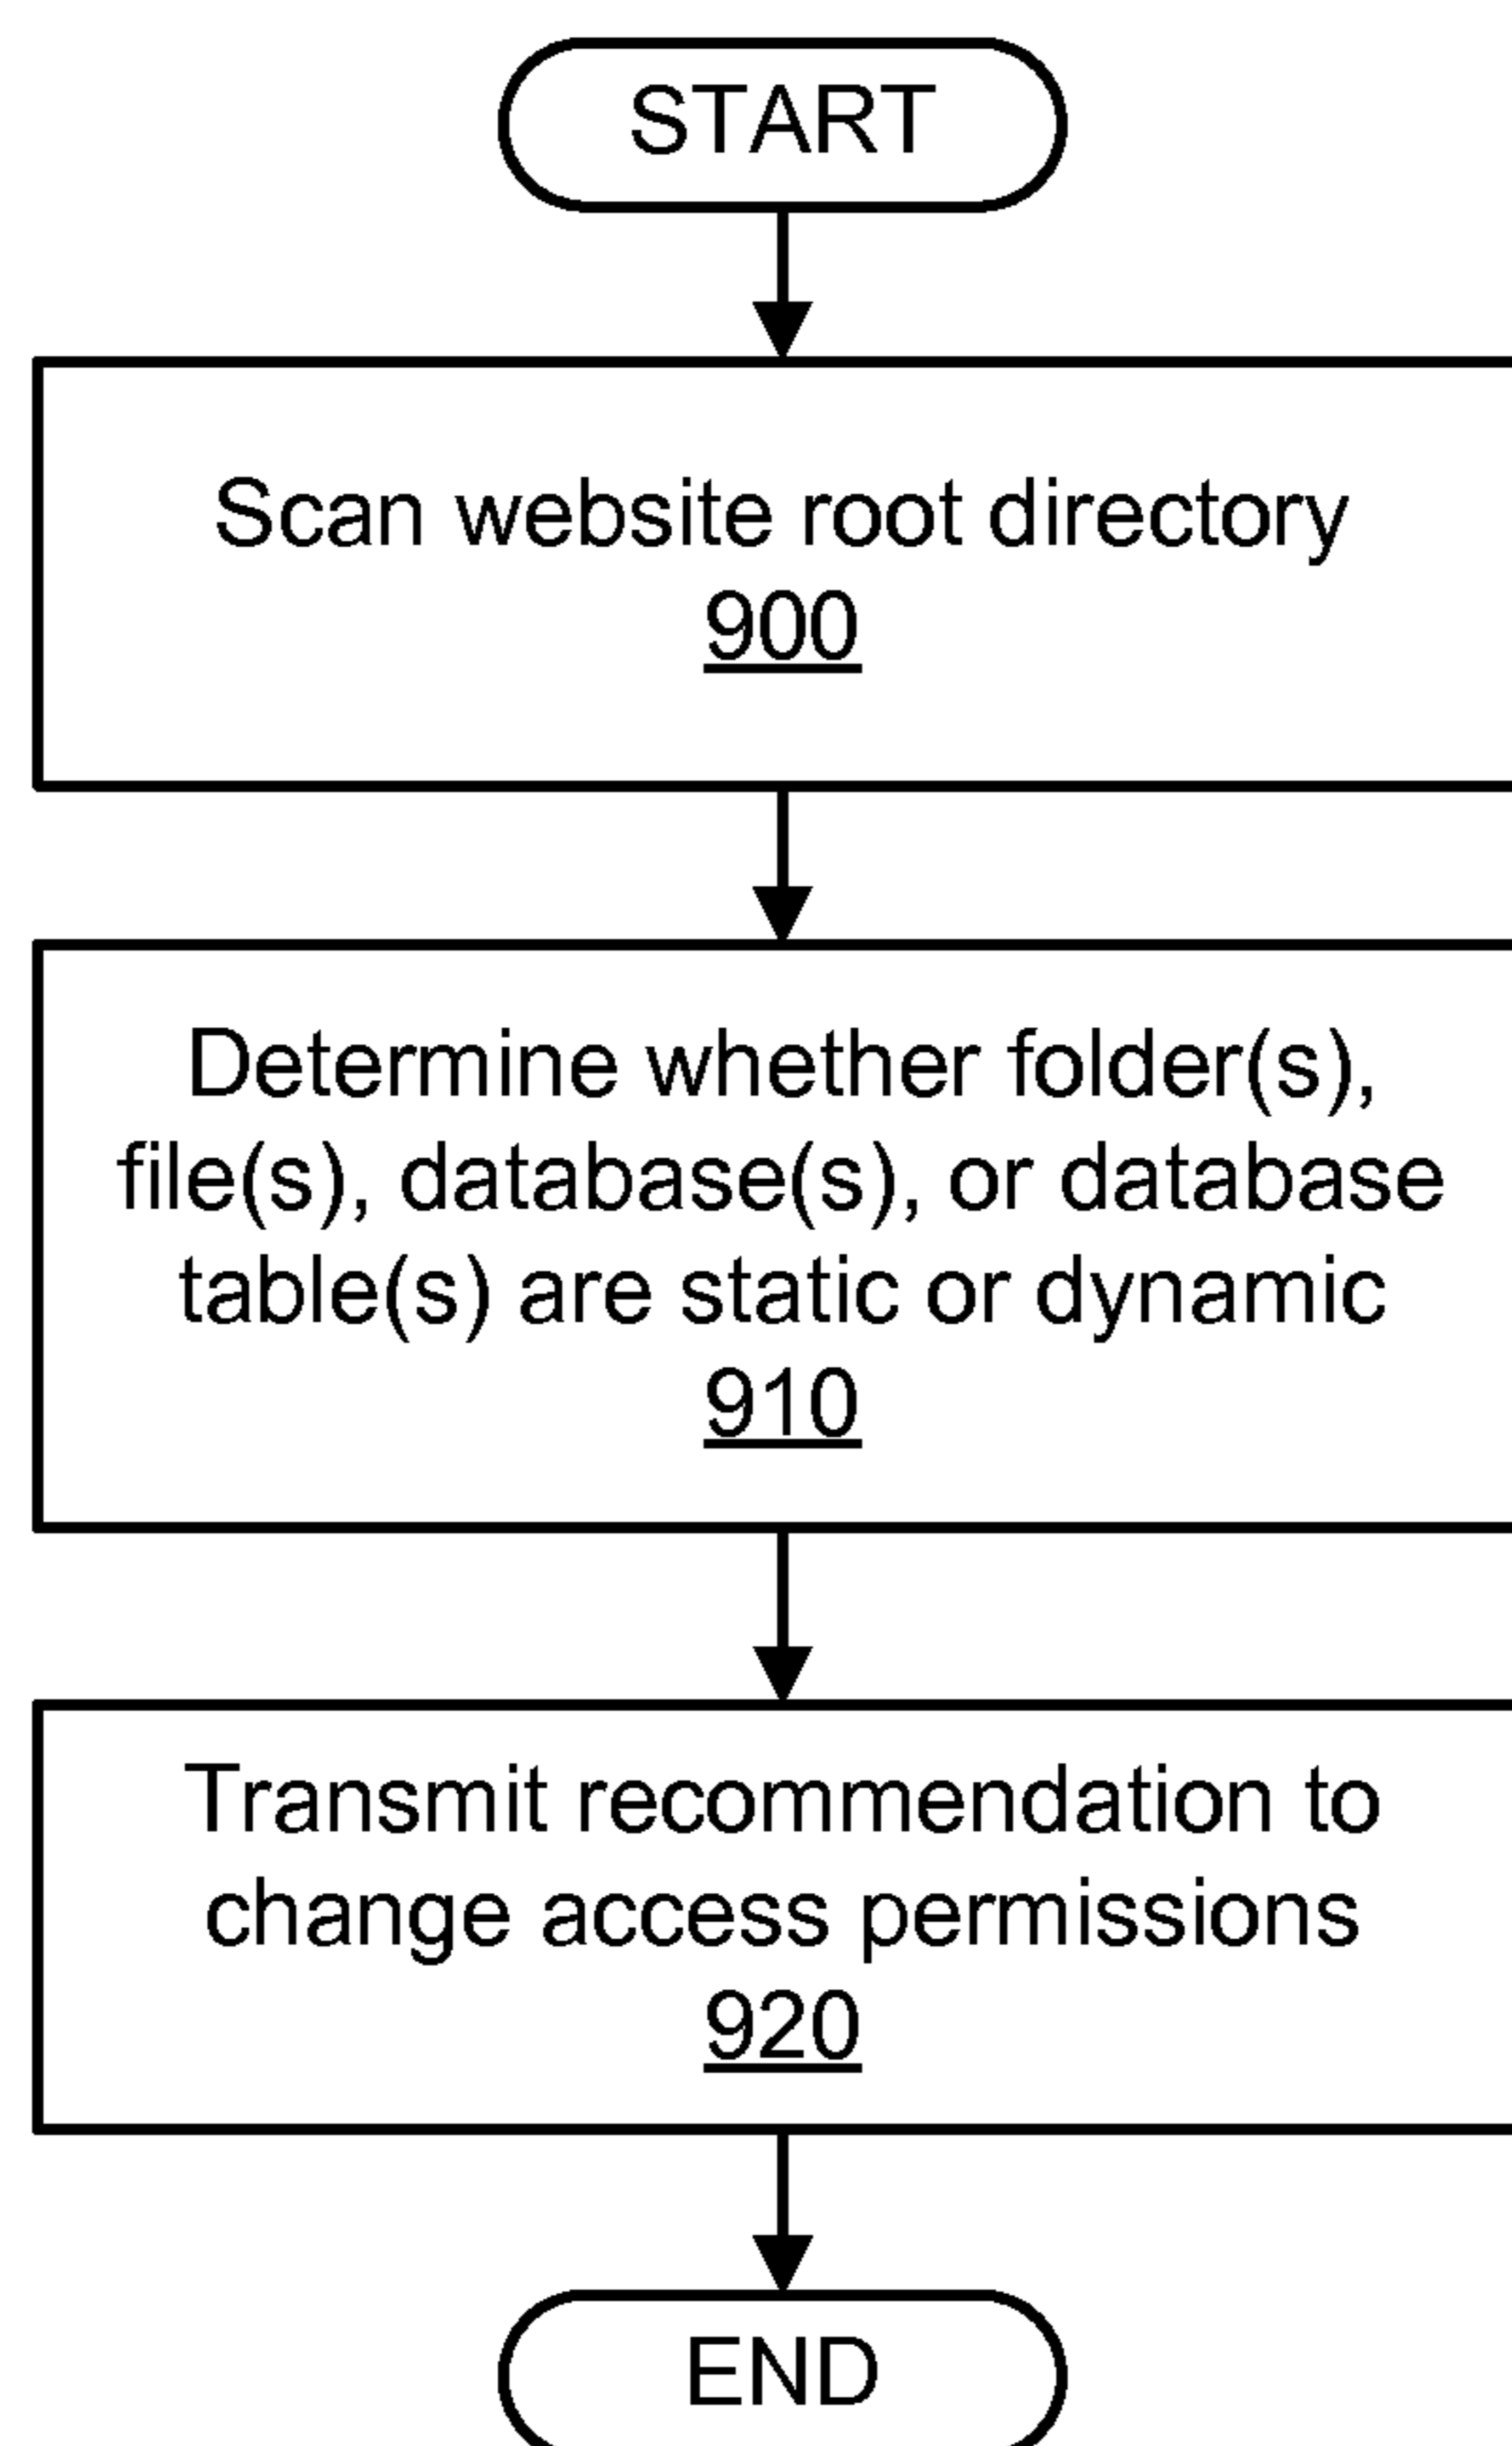 START
Scan website root directory
900
Determine whether folder(s),
file(s), database(s), or database
table(s) are static or dynamic
910
Transmit recommendation to
change access permissions
920
END